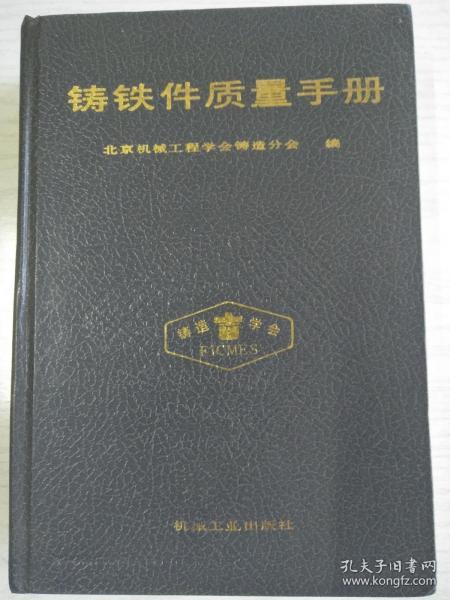 铸铁件质量手册
北京机械工程学会铸造分会 编
铸造 学会
FICMES
机械工业出版社
孔夫子旧书网
www.kongfz.com